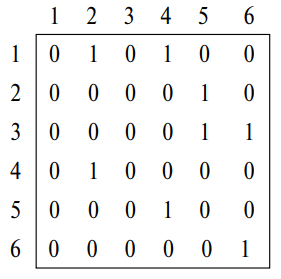 1 2 3 4 5 6
1 0 1 0 1 0 0
2 0 0 0 0 1 0
3 0 0 0 0 1 1
4 0 1 0 0 0 0
5 0 0 0 1 0 0
6 0 0 0 0 0 1